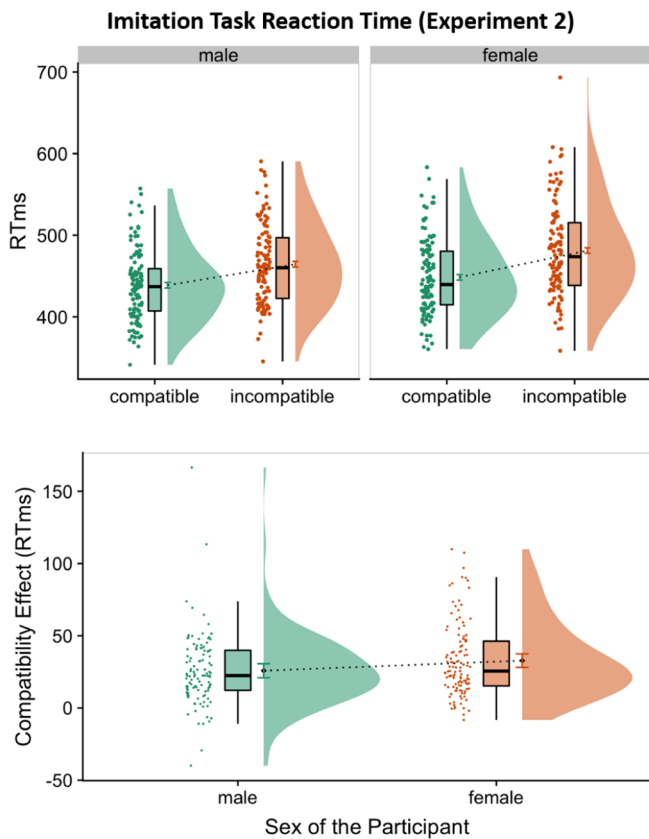 Imitation Task Reaction Time (Experiment 2)
male
female
RTms
700
600
500
400
compatible
incompatible
compatible
incompatible
Compatibility Effect (RTms)
150
100
50
0
-50
male
female
Sex of the Participant